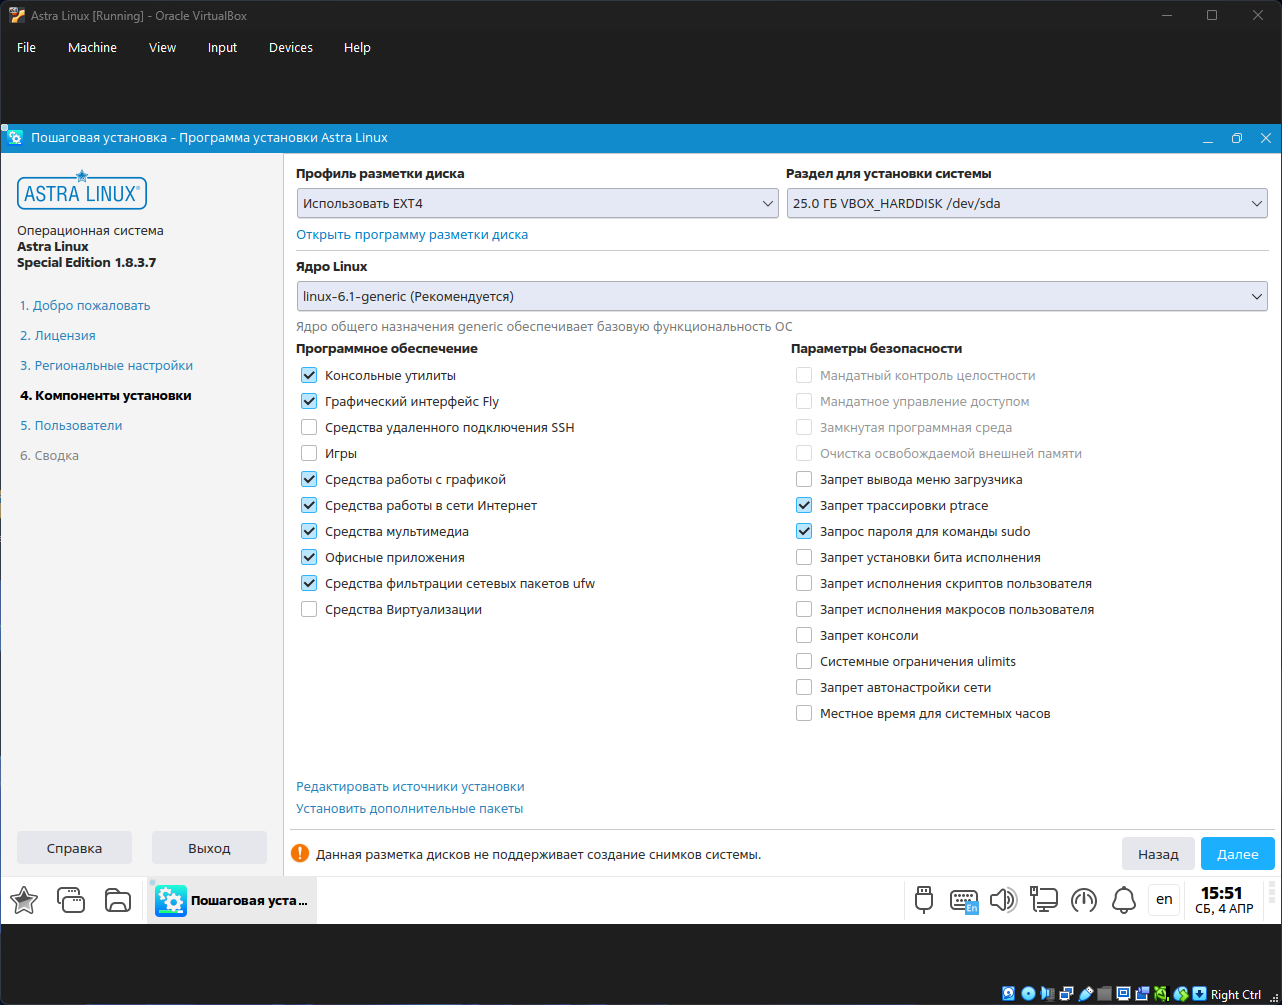 Astra Linux [Running] - Oracle VirtualBox
File Machine View Input Devices Help
Пошаговая установка - Программа установки Astra Linux
ASTRA LINUX®
Операционная система
Astra Linux
Special Edition 1.8.3.7
1. Добро пожаловать
2. Лицензия
3. Региональные настройки
4. Компоненты установки
5. Пользователи
6. Сводка
Справка Выход
Профиль разметки диска
Использовать EXT4
Раздел для установки системы
25.0 ГБ VBOX_HARDDISK /dev/sda
Открыть программу разметки диска
Ядро Linux
linux-6.1-generic (Рекомендуется)
Ядро общего назначения generic обеспечивает базовую функциональность ОС
Программное обеспечение
Консольные утилиты
Графический интерфейс Fly
Средства удаленного подключения SSH
Игры
Средства работы с графикой
Средства работы в сети Интернет
Средства мультимедиа
Офисные приложения
Средства фильтрации сетевых пакетов ufw
Средства Виртуализации
Параметры безопасности
Мандатный контроль целостности
Мандатное управление доступом
Замкнутая программная среда
Очистка освобождаемой внешней памяти
Запрет вывода меню загрузчика
Запрет трассировки ptrace
Запрос пароля для команды sudo
Запрет установки бита исполнения
Запрет исполнения скриптов пользователя
Запрет исполнения макросов пользователя
Запрет консоли
Системные ограничения ulimits
Запрет автонастройки сети
Местное время для системных часов
Редактировать источники установки
Установить дополнительные пакеты
Данная разметка дисков не поддерживает создание снимков системы.
Назад Далее
Пошаговая уста...
En
en
15:51
СБ, 4 АПР
Right Ctrl